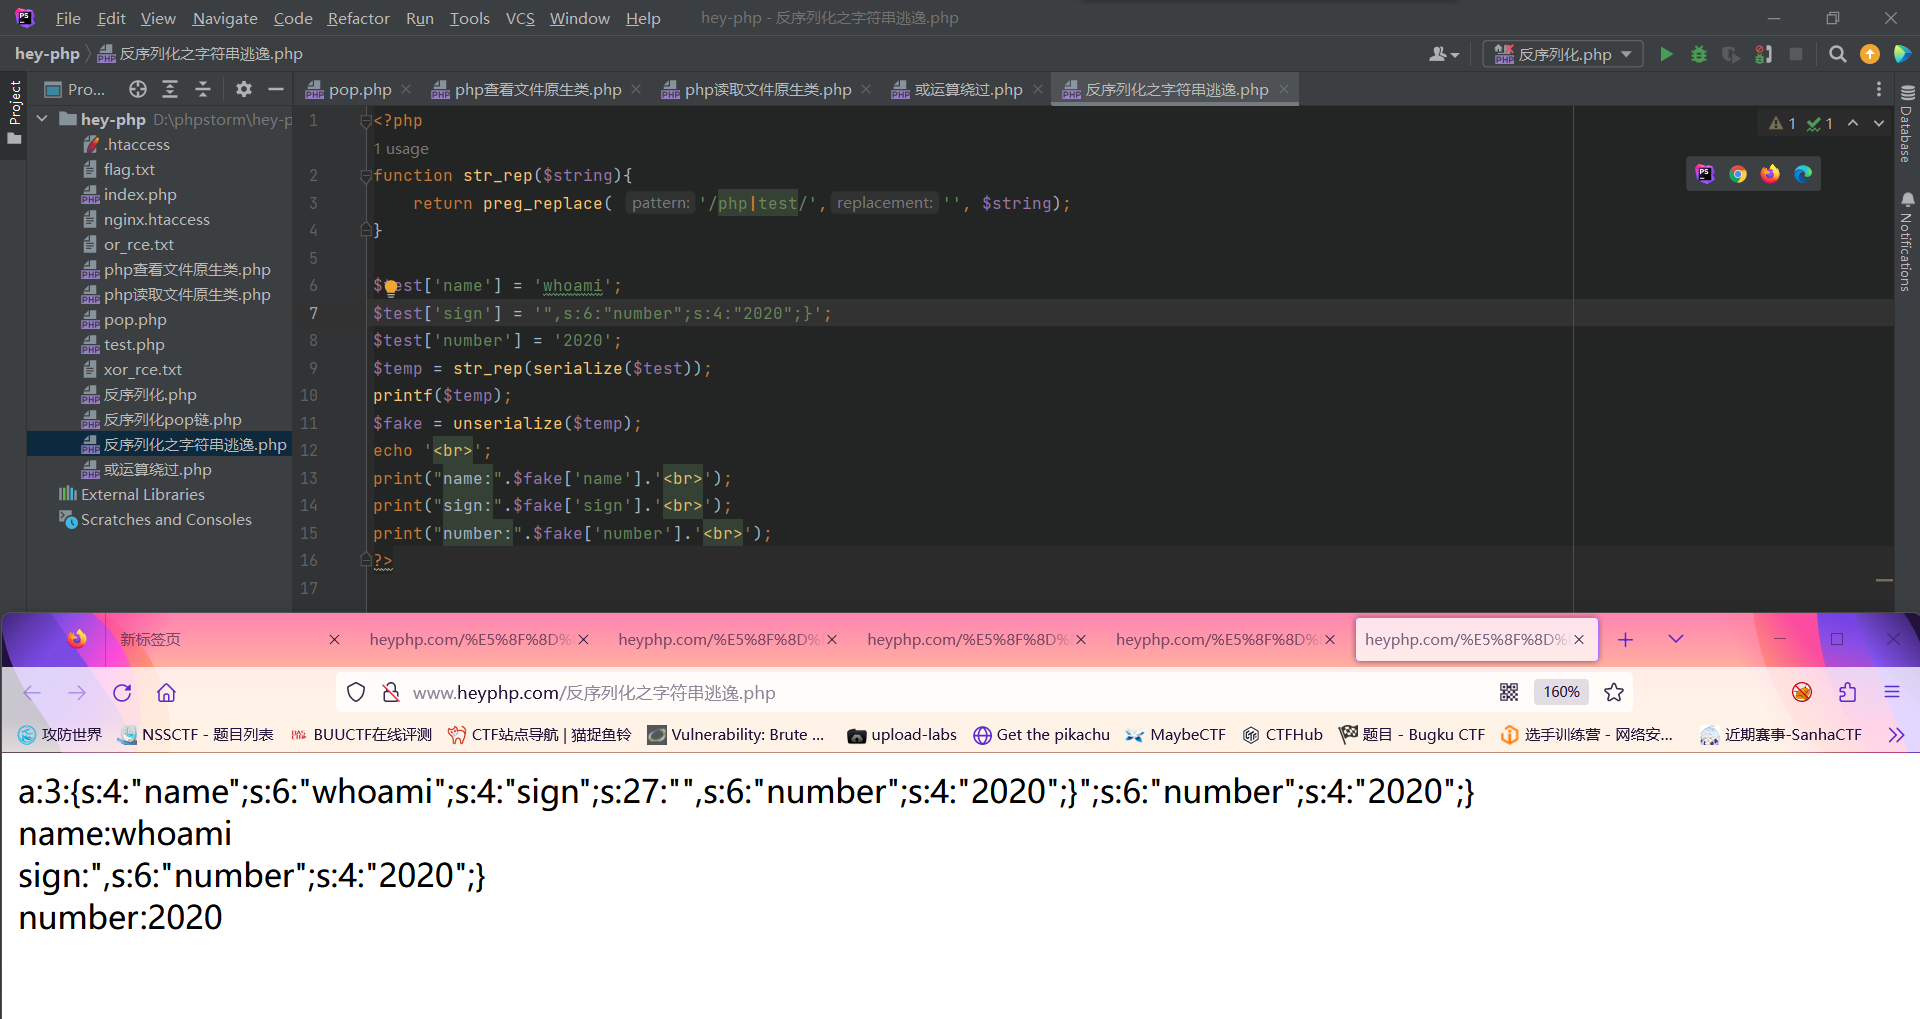 File Edit View Navigate Code Refactor Run Tools VCS Window Help hey-php - 反序列化之字符串逃逸.php
hey-php 反序列化之字符串逃逸.php 反序列化.php
Project
Pro...
pop.php php查看文件原生类.php php读取文件原生类.php 或运算绕过.php 反序列化之字符串逃逸.php
hey-php D:\phpstorm\hey-p
.htaccess
flag.txt
index.php
nginx.htaccess
or_rce.txt
php查看文件原生类.php
php读取文件原生类.php
pop.php
test.php
xor_rce.txt
反序列化.php
反序列化pop链.php
反序列化之字符串逃逸.php
或运算绕过.php
External Libraries
Scratches and Consoles
1 <?php
1 usage
2 function str_rep($string){
3 return preg_replace( pattern: '/php|test/', replacement: '', $string);
4 }
5
6 $test['name'] = 'whoami';
7 $test['sign'] = '",s:6:"number";s:4:"2020";}';
8 $test['number'] = '2020';
9 $temp = str_rep(serialize($test));
10 printf($temp);
11 $fake = unserialize($temp);
12 echo '<br>';
13 print("name:".$fake['name'].'<br>');
14 print("sign:".$fake['sign'].'<br>');
15 print("number:".$fake['number'].'<br>');
16 ?>
17
1 1
Database
Notifications
新标签页 heyphp.com/%E5%8F%8D% heyphp.com/%E5%8F%8D% heyphp.com/%E5%8F%8D% heyphp.com/%E5%8F%8D% heyphp.com/%E5%8F%8D%
www.heyphp.com/反序列化之字符串逃逸.php 160%
攻防世界 NSSCTF - 题目列表 BUUCTF在线评测 CTF站点导航 | 猫捉鱼铃 Vulnerability: Brute ... upload-labs Get the pikachu MaybeCTF CTFHub 题目 - Bugku CTF 选手训练营 - 网络安... 近期赛事-SanhaCTF
a:3:{s:4:"name";s:6:"whoami";s:4:"sign";s:27:"",s:6:"number";s:4:"2020";}";s:6:"number";s:4:"2020";}
name:whoami
sign:",s:6:"number";s:4:"2020";}
number:2020